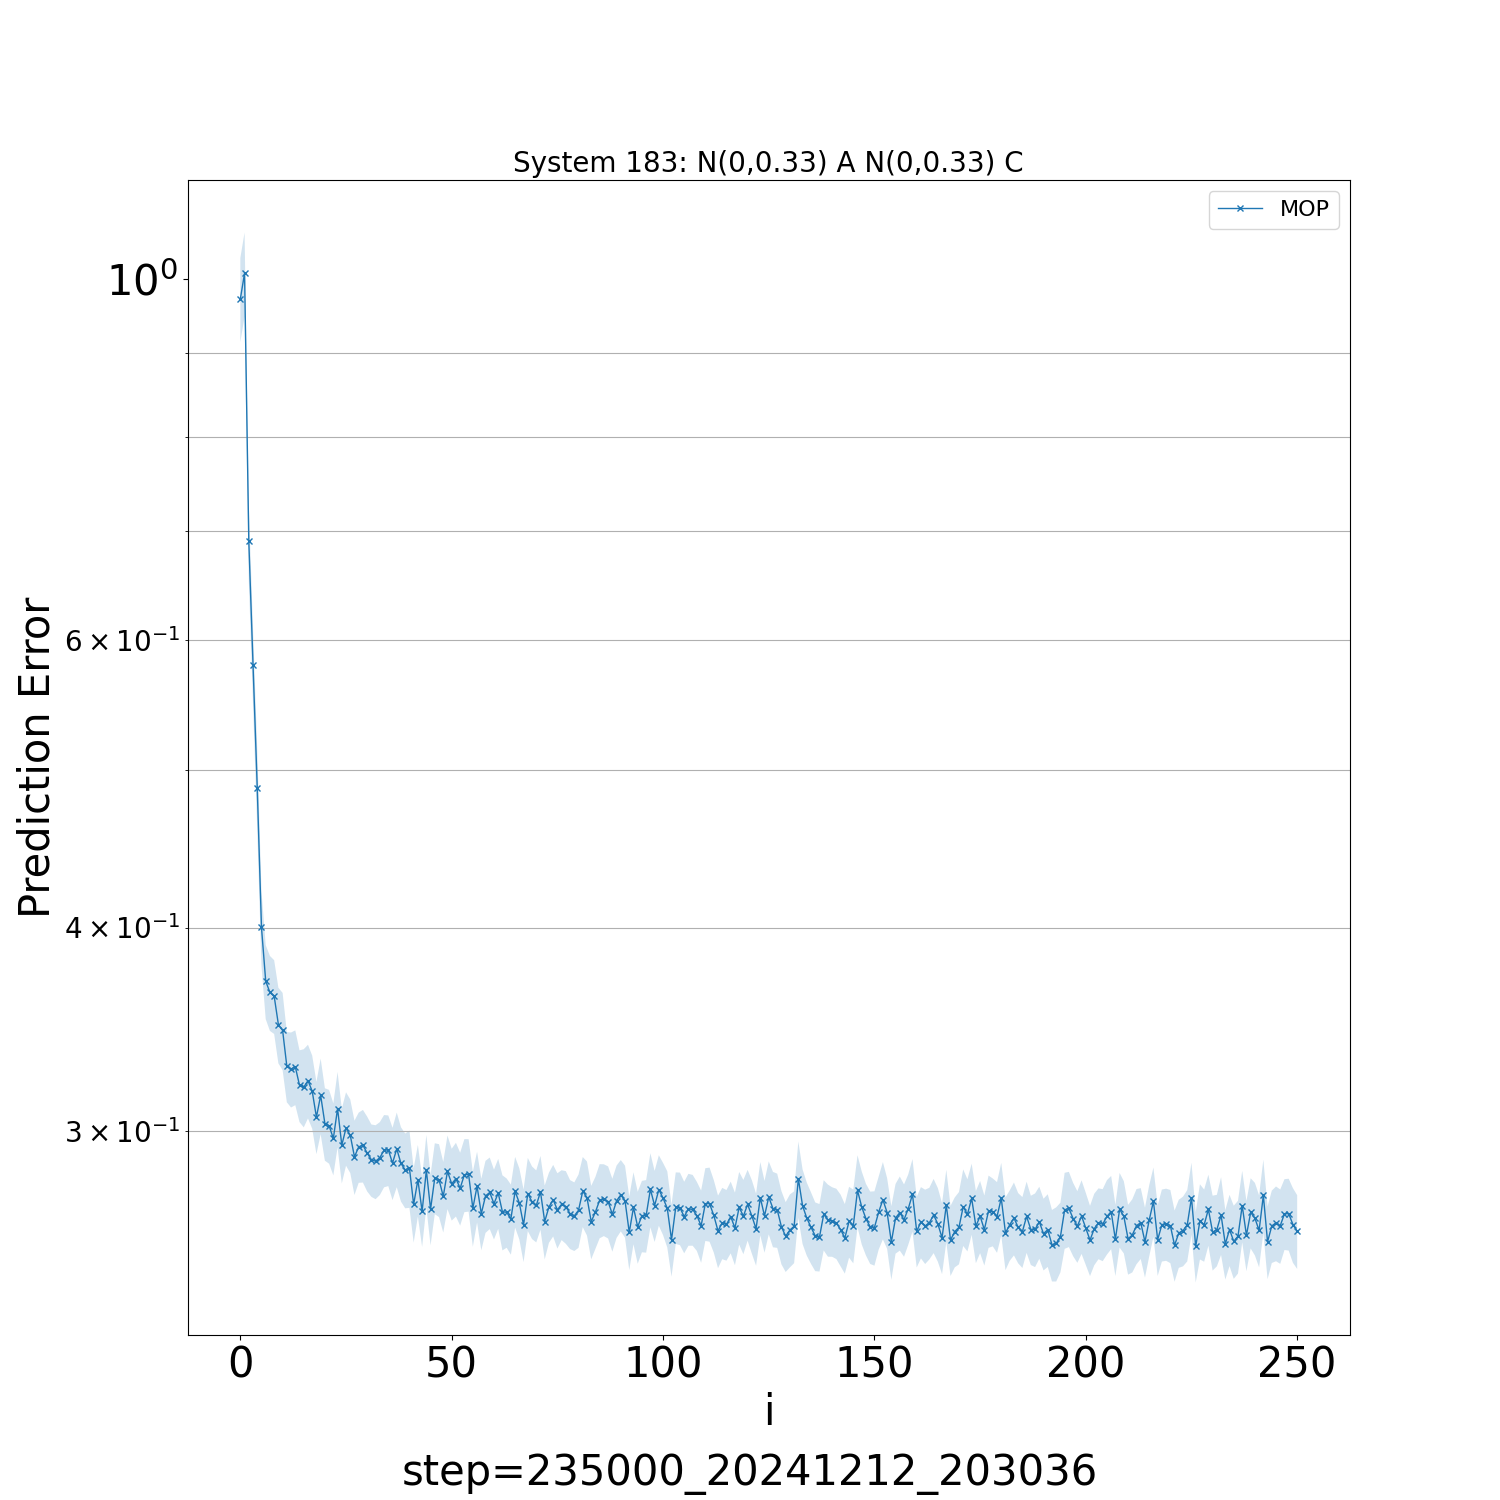 System 183: N(0,0.33) A N(0,0.33) C
MOP
10⁰
6 × 10⁻¹
4 × 10⁻¹
3 × 10⁻¹
Prediction Error
0 50 100 150 200 250
i
step=235000_20241212_203036